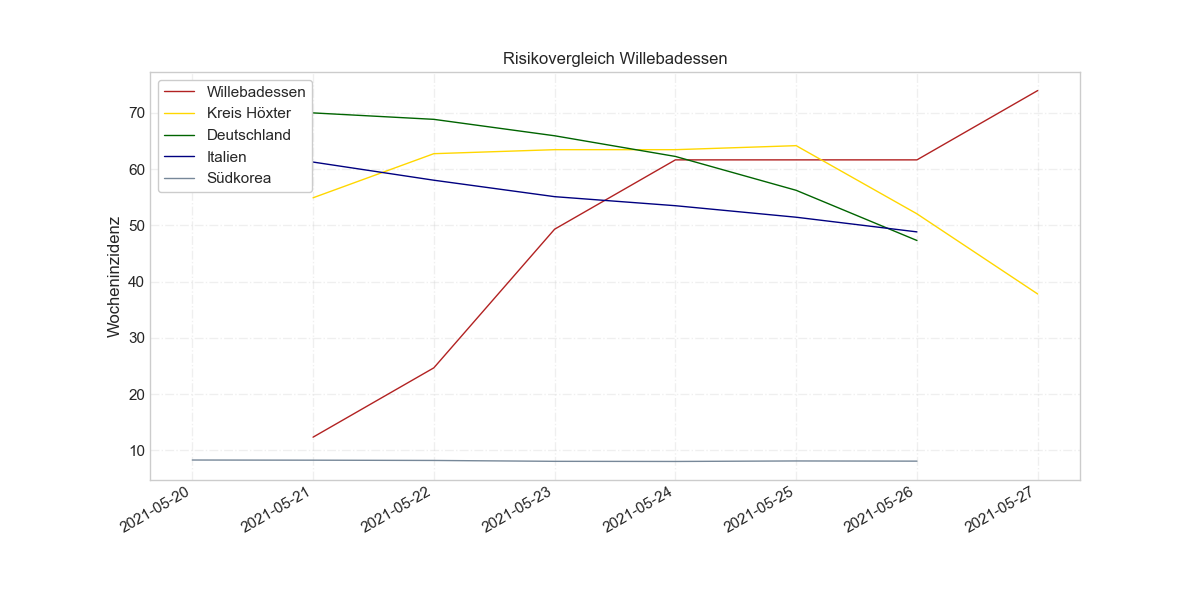 Risikovergleich Willebadessen
Willebadessen
Kreis Höxter
Deutschland
Italien
Südkorea
Wocheninzidenz
70
60
50
40
30
20
10
2021-05-20
2021-05-21
2021-05-22
2021-05-23
2021-05-24
2021-05-25
2021-05-26
2021-05-27